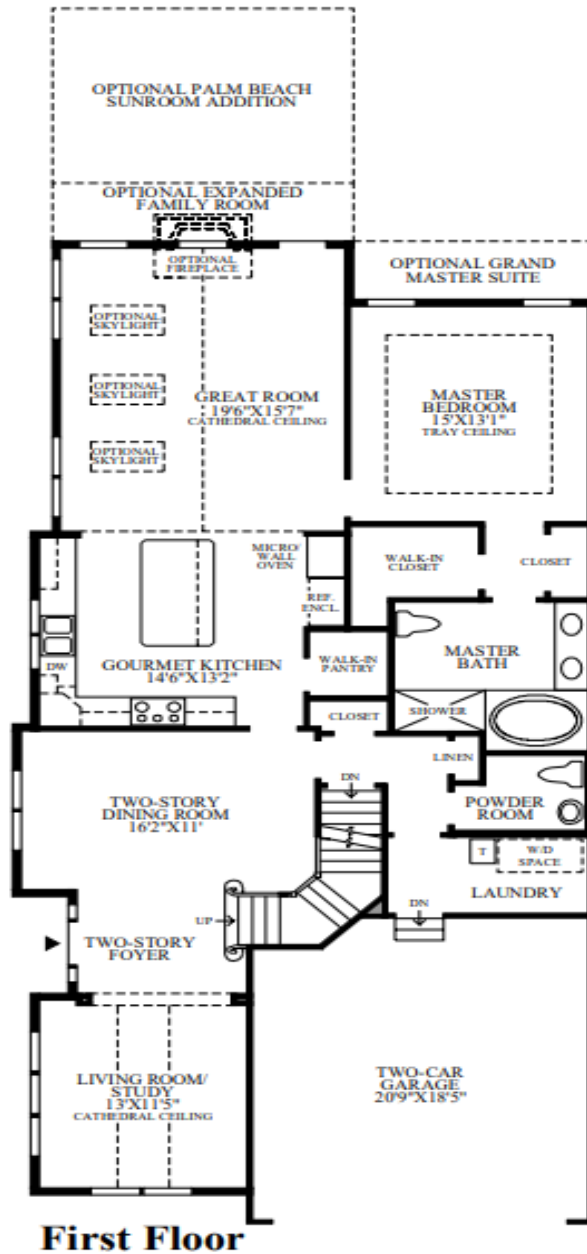 OPTIONAL PALM BEACH
SUNROOM ADDITION
OPTIONAL EXPANDED
FAMILY ROOM
OPTIONAL
FIREPLACE
OPTIONAL GRAND
MASTER SUITE
OPTIONAL
SKYLIGHT
OPTIONAL
SKYLIGHT
OPTIONAL
SKYLIGHT
GREAT ROOM
19'6"X15'7"
CATHEDRAL CEILING
MASTER
BEDROOM
15'X13'1"
TRAY CEILING
MICRO/
WALL
OVEN
REF.
ENCL.
WALK-IN
CLOSET
CLOSET
DW
GOURMET KITCHEN
14'6"X13'2"
WALK-IN
PANTRY
MASTER
BATH
SHOWER
CLOSET
LINEN
DN
TWO-STORY
DINING ROOM
16'2"X11'
POWDER
ROOM
T
W/D
SPACE
LAUNDRY
UP
DN
TWO-STORY
FOYER
LIVING ROOM/
STUDY
13'X11'5"
CATHEDRAL CEILING
TWO-CAR
GARAGE
20'9"X18'5"
First Floor